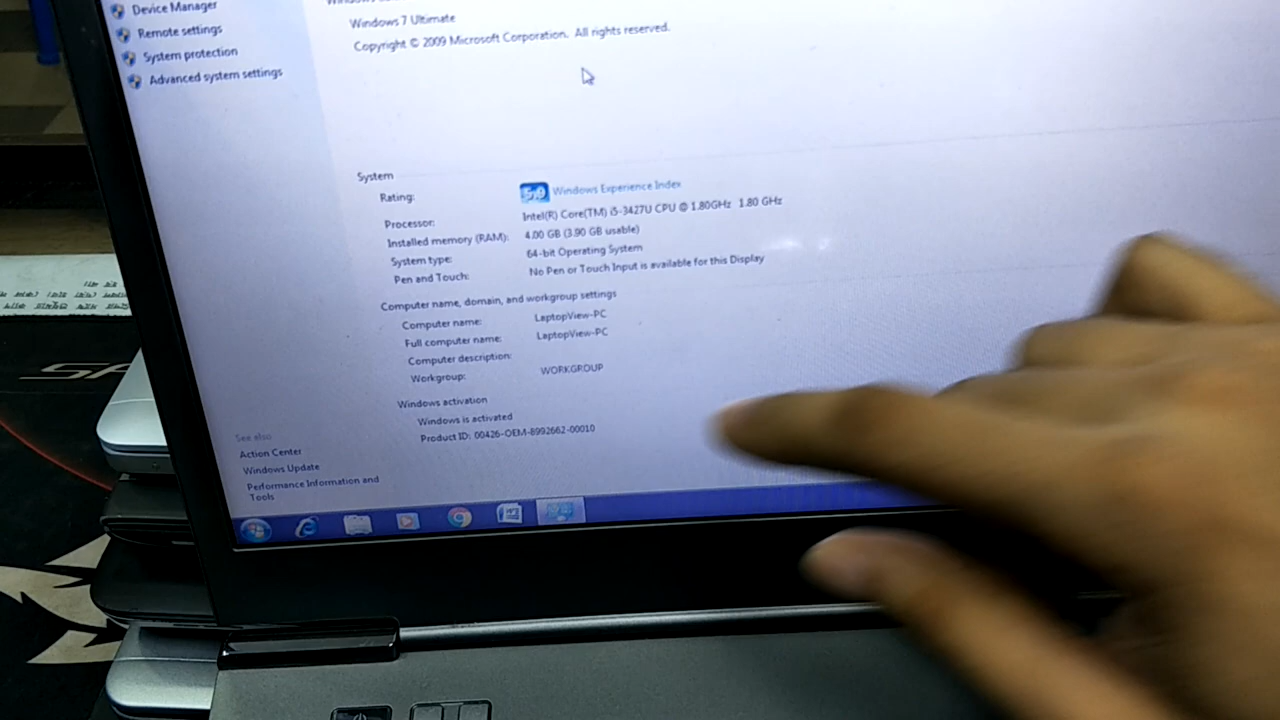 Device Manager
Remote settings
System protection
Advanced system settings
Windows 7 Ultimate
Copyright © 2009 Microsoft Corporation. All rights reserved.
System
Rating:
5.9 Windows Experience Index
Processor: Intel(R) Core(TM) i5-3427U CPU @ 1.80GHz 1.80 GHz
Installed memory (RAM): 4.00 GB (3.90 GB usable)
System type: 64-bit Operating System
Pen and Touch: No Pen or Touch Input is available for this Display
Computer name, domain, and workgroup settings
Computer name: LaptopView-PC
Full computer name: LaptopView-PC
Computer description:
Workgroup: WORKGROUP
Windows activation
Windows is activated
Product ID: 00426-OEM-8992662-00010
See also
Action Center
Windows Update
Performance Information and
Tools